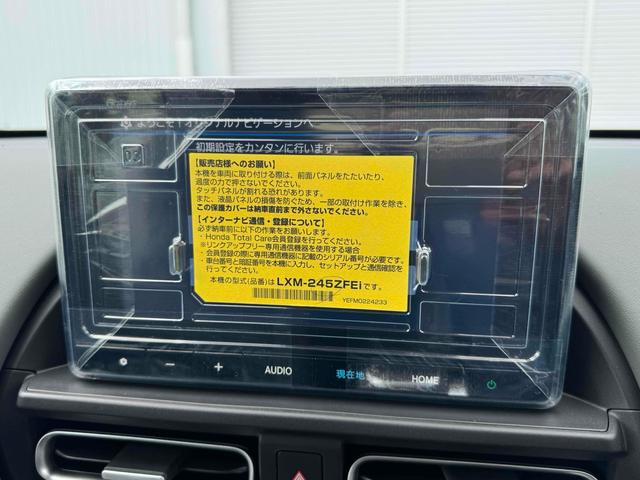 ようこそ！オリジナルナビゲーションへ
初期設定をカンタンに行います。
【販売店様へのお願い】
本機を車両に取り付ける際は、前面パネルをたたいたり、
過度の力で押さないでください。
タッチパネルが割れる恐れがあります。
また、液晶パネルの損傷を防ぐため、一部の取付け作業を除き、
この保護カバーは納車直前まで外さないでください。
【インターナビ通信・登録について】
必ず納車前に以下の作業をお願いします。
・Honda Total Care会員登録を行ってください。
※リンクアップフリー専用通信機器を使用する場合
・会員登録の際に専用通信機器に記載のシリアル番号が必要です。
・車台番号と暗証番号を本機に入力し、セットアップと通信確認を
行ってください。
本機の型式(品番)は LXM-245ZFEi です。
YEFM0224233
− + AUDIO 現在地 HOME